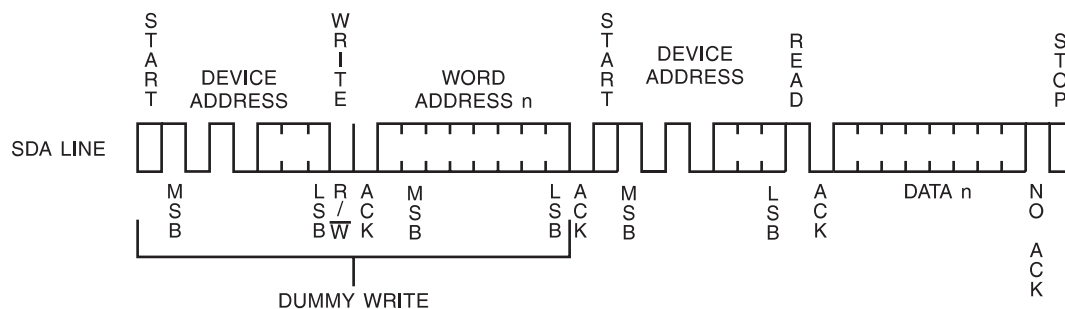 START
WRITE
START
READ
STOP
DEVICE
ADDRESS
WORD
ADDRESS n
DEVICE
ADDRESS
SDA LINE
MSB
LSB
R/W
ACK
MSB
LSB
ACK
MSB
LSB
ACK
DATA n
NO ACK
DUMMY WRITE